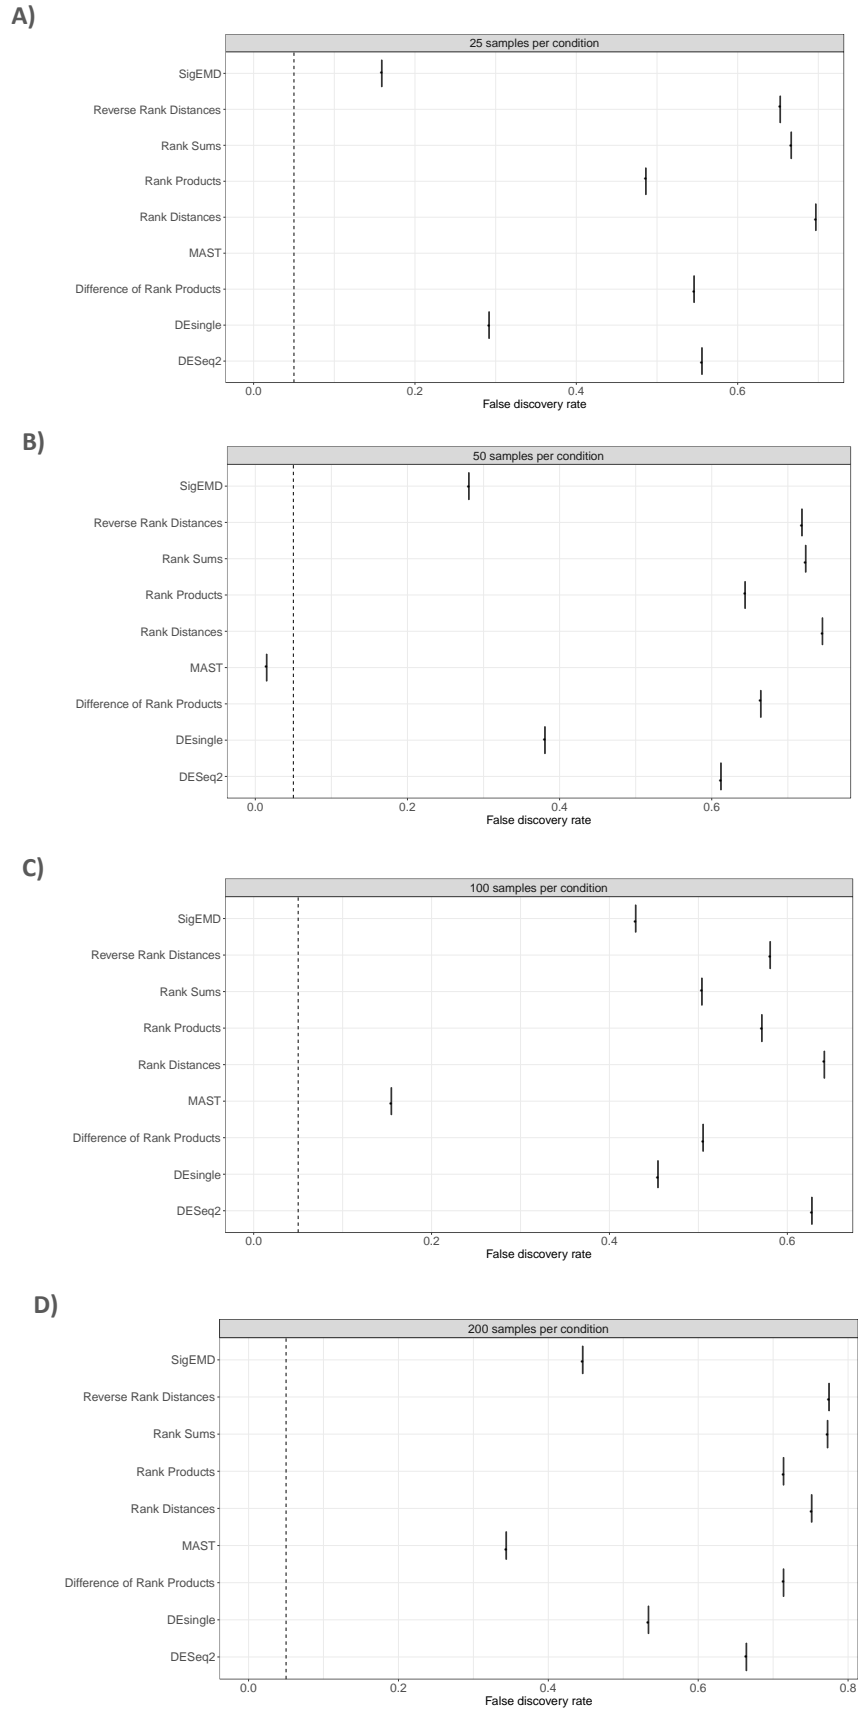 A)
25 samples per condition
SigEMD
Reverse Rank Distances
Rank Sums
Rank Products
Rank Distances
MAST
Difference of Rank Products
DEsingle
DESeq2
0.0 0.2 0.4 0.6
False discovery rate
B)
50 samples per condition
SigEMD
Reverse Rank Distances
Rank Sums
Rank Products
Rank Distances
MAST
Difference of Rank Products
DEsingle
DESeq2
0.0 0.2 0.4 0.6
False discovery rate
C)
100 samples per condition
SigEMD
Reverse Rank Distances
Rank Sums
Rank Products
Rank Distances
MAST
Difference of Rank Products
DEsingle
DESeq2
0.0 0.2 0.4 0.6
False discovery rate
D)
200 samples per condition
SigEMD
Reverse Rank Distances
Rank Sums
Rank Products
Rank Distances
MAST
Difference of Rank Products
DEsingle
DESeq2
0.0 0.2 0.4 0.6 0.8
False discovery rate